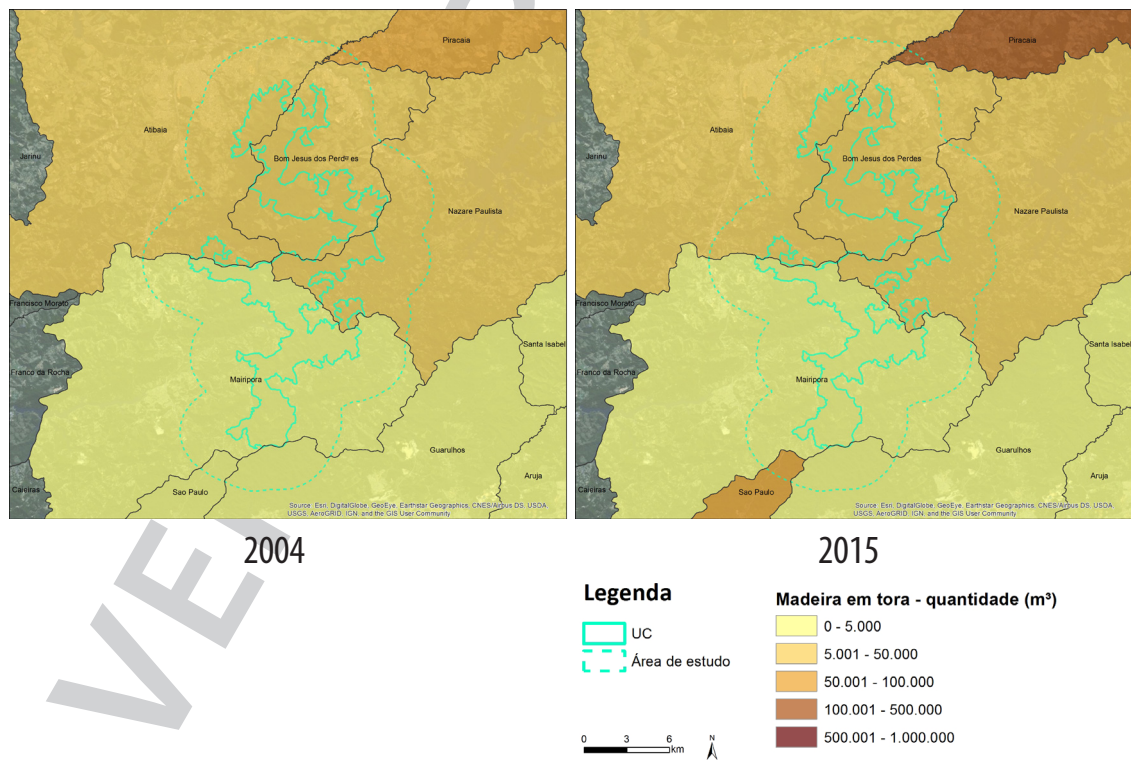 Piracaia
Atibaia
Jarinu
Bom Jesus dos Perdões
Nazare Paulista
Francisco Morato
Franco da Rocha
Santa Isabel
Mairipora
Guarulhos
Aruja
Caieiras
Sao Paulo
Source: Esri, DigitalGlobe, GeoEye, Earthstar Geographics, CNES/Airbus DS, USDA,
USGS, AeroGRID, IGN, and the GIS User Community
Piracaia
Atibaia
Jarinu
Bom Jesus dos Perdes
Nazare Paulista
Francisco Morato
Franco da Rocha
Santa Isabel
Mairipora
Guarulhos
Aruja
Caieiras
Sao Paulo
Source: Esri, DigitalGlobe, GeoEye, Earthstar Geographics, CNES/Airbus DS, USDA,
USGS, AeroGRID, IGN, and the GIS User Community
2004
2015
Legenda
UC
Área de estudo
Madeira em tora - quantidade (m³)
0 - 5.000
5.001 - 50.000
50.001 - 100.000
100.001 - 500.000
500.001 - 1.000.000
0 3 6
km
N
VE